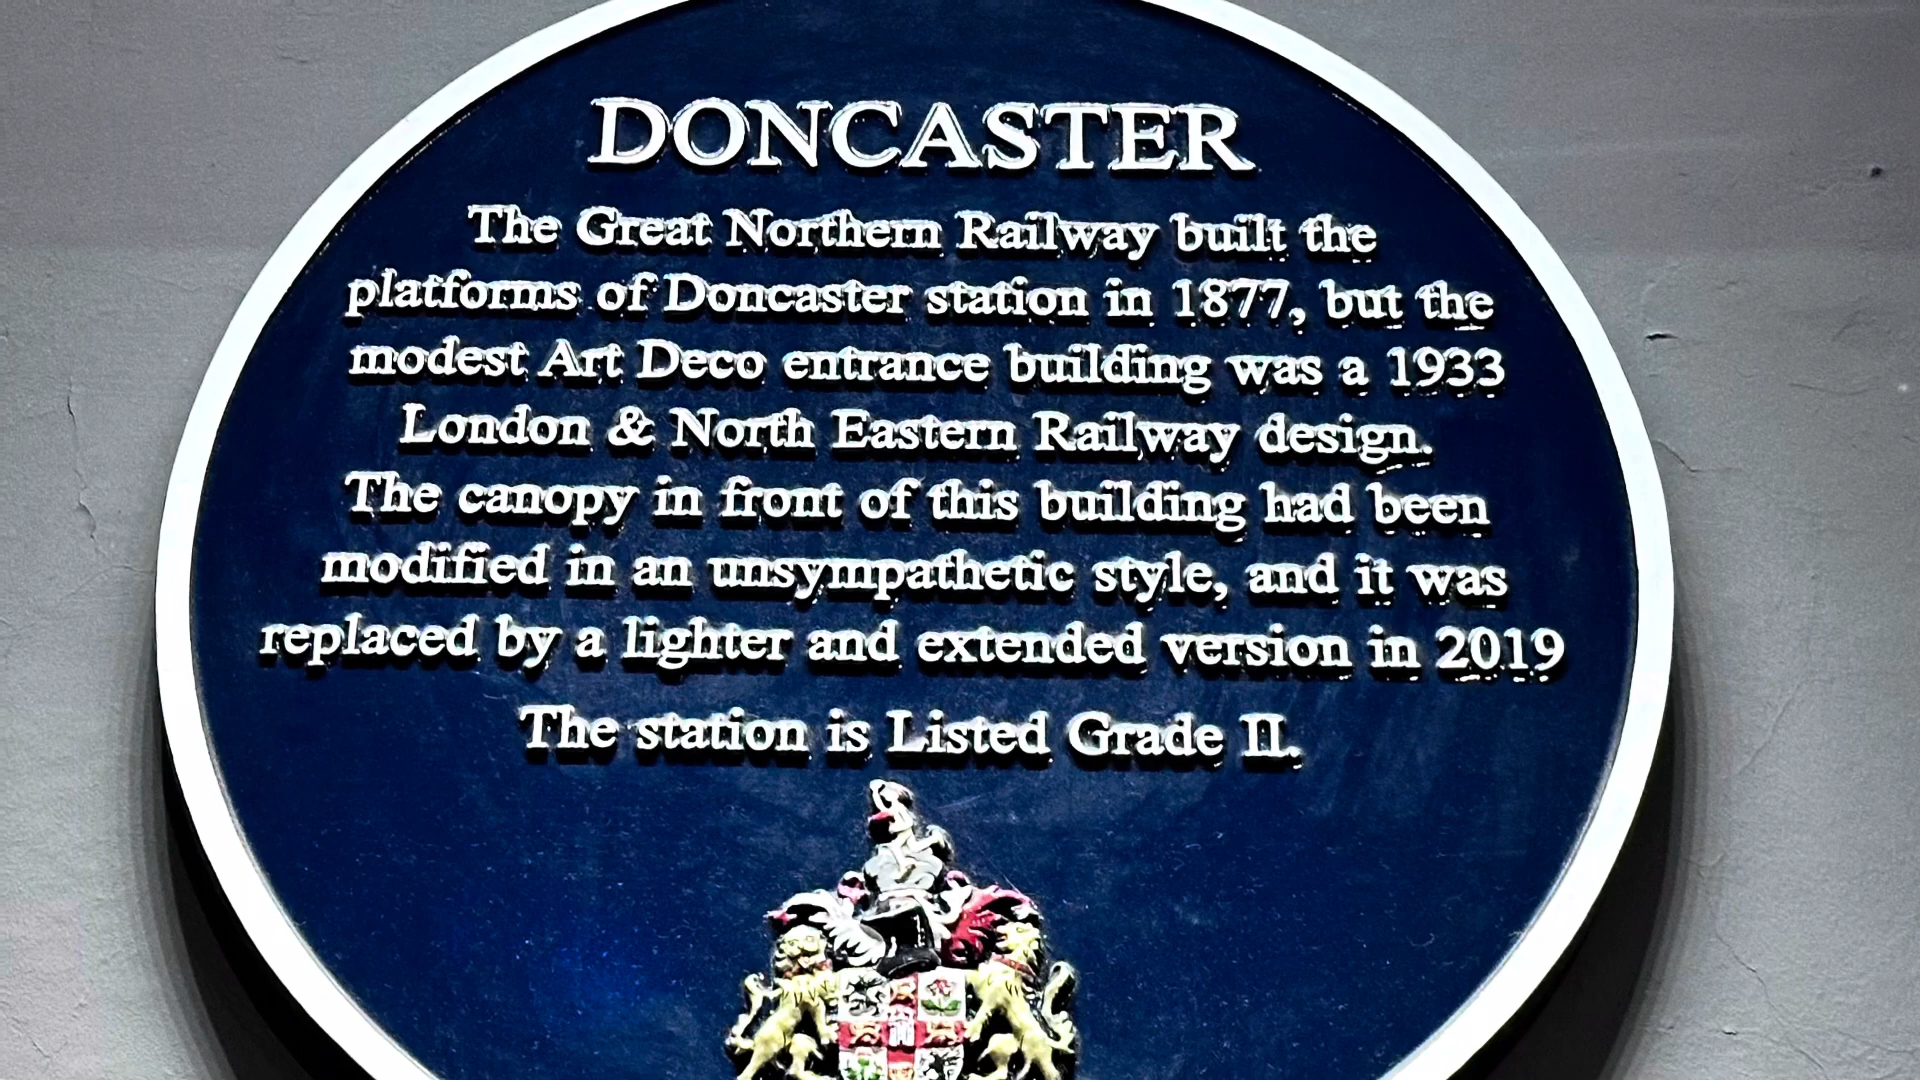 DONCASTER
The Great Northern Railway built the
platforms of Doncaster station in 1877, but the
modest Art Deco entrance building was a 1933
London & North Eastern Railway design.
The canopy in front of this building had been
modified in an unsympathetic style, and it was
replaced by a lighter and extended version in 2019
The station is Listed Grade II.